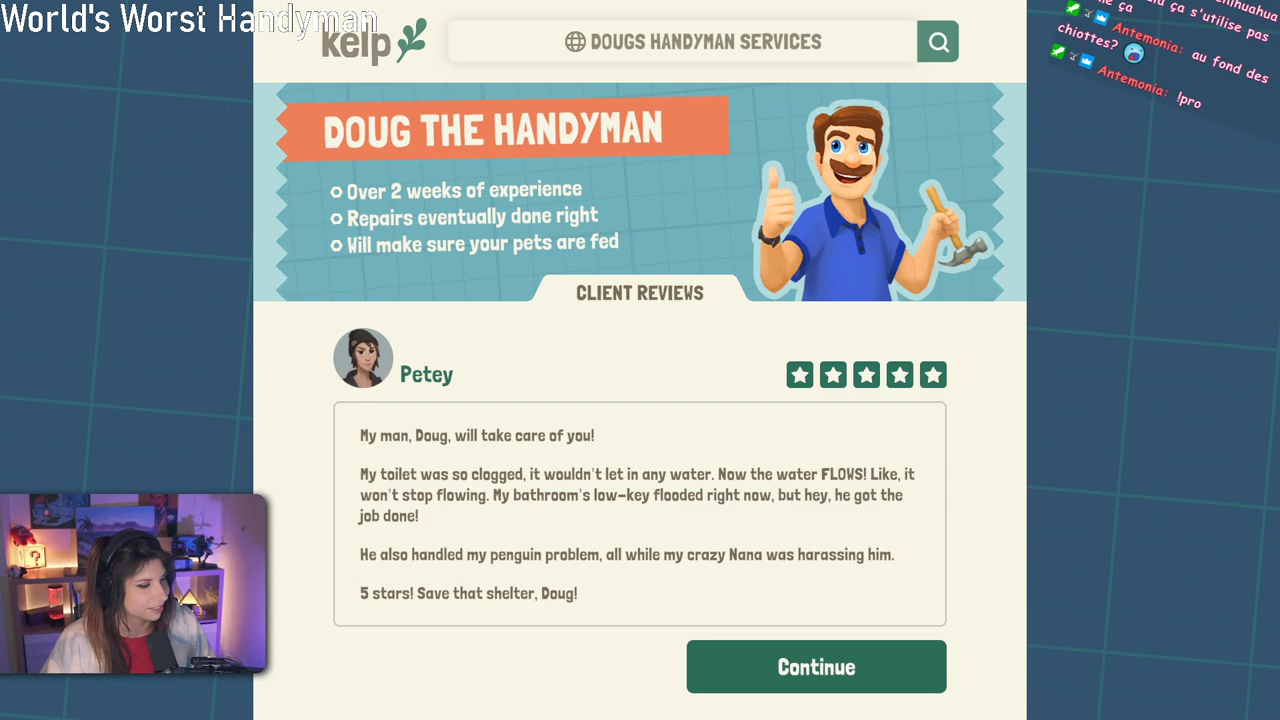 World's Worst Handyman
kelp
DOUGS HANDYMAN SERVICES
DOUG THE HANDYMAN
Over 2 weeks of experience
Repairs eventually done right
Will make sure your pets are fed
CLIENT REVIEWS
Petey
My man, Doug, will take care of you!
My toilet was so clogged, it wouldn't let in any water. Now the water FLOWS! Like, it
won't stop flowing. My bathroom's low-key flooded right now, but hey, he got the
job done!
He also handled my penguin problem, all while my crazy Nana was harassing him.
5 stars! Save that shelter, Doug!
Continue
ça s'utilise pas
Antemonia: au fond des
chiottes?
Antemonia: !pro